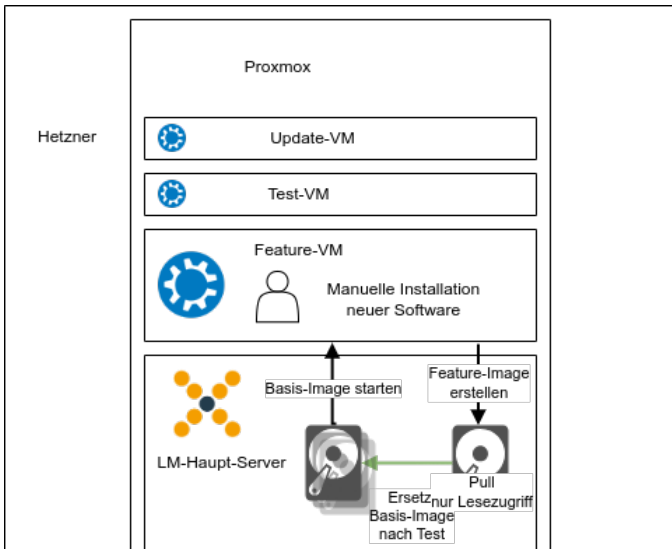 Proxmox
Hetzner
Update-VM
Test-VM
Feature-VM
Manuelle Installation
neuer Software
Basis-Image starten
Feature-Image
erstellen
LM-Haupt-Server
Pull
nur Lesezugriff
Ersetz
Basis-Image
nach Test